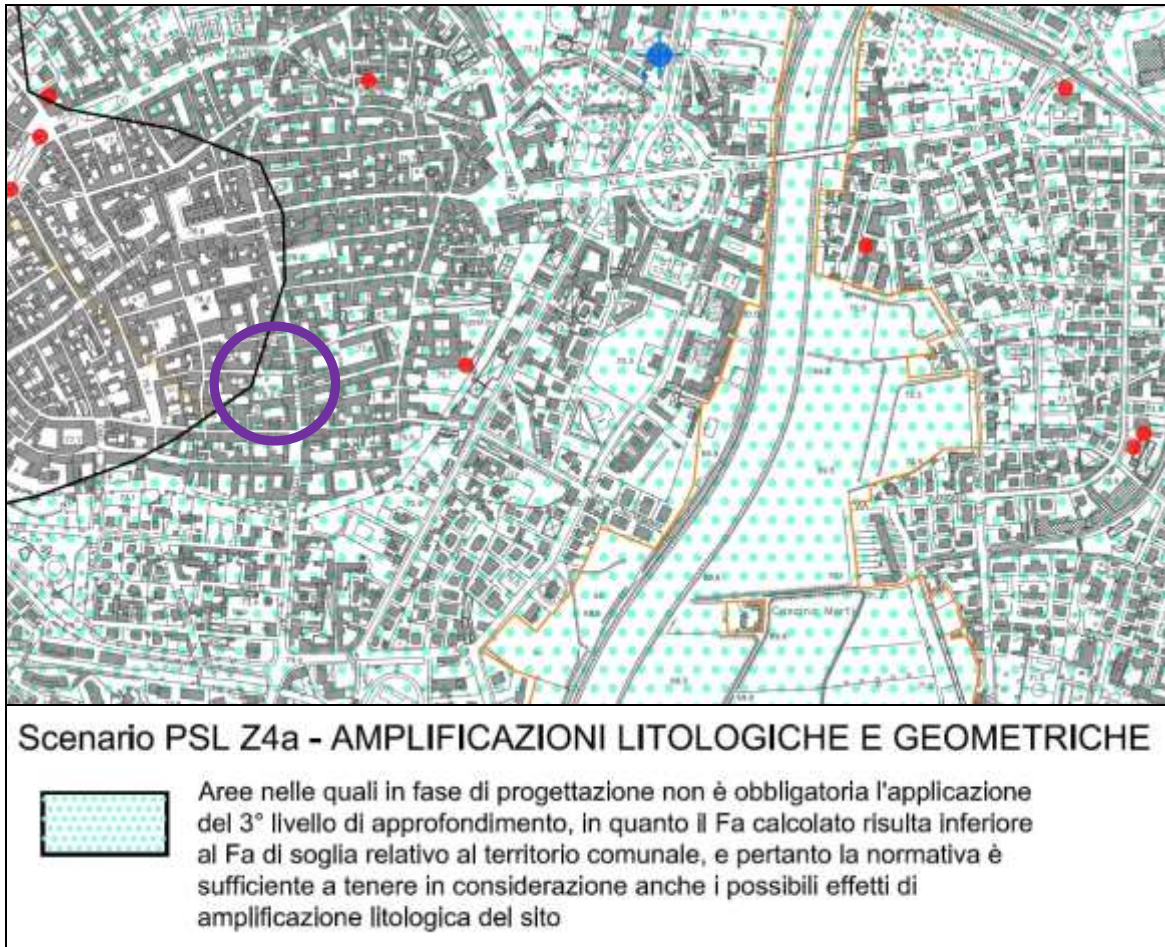 Cascina Marti
Scenario PSL Z4a - AMPLIFICAZIONI LITOLOGICHE E GEOMETRICHE
Aree nelle quali in fase di progettazione non è obbligatoria l'applicazione
del 3° livello di approfondimento, in quanto il Fa calcolato risulta inferiore
al Fa di soglia relativo al territorio comunale, e pertanto la normativa è
sufficiente a tenere in considerazione anche i possibili effetti di
amplificazione litologica del sito